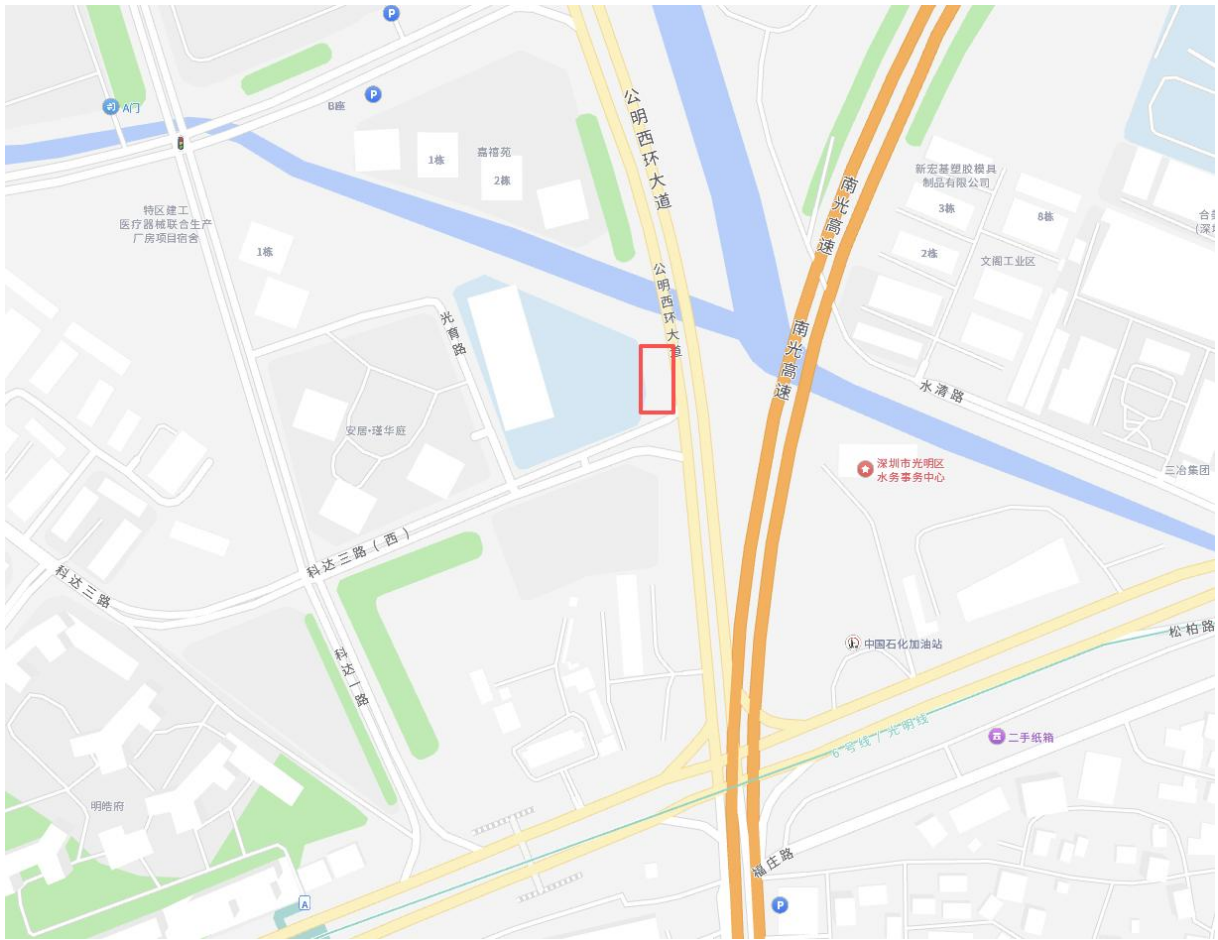 P
A门
P
B座
1栋
嘉禧苑
2栋
公明西环大道
南光高速
新宏基塑胶模具
制品有限公司
3栋
8栋
2栋
文阁工业区
特区建工
医疗器械联合生产
厂房项目宿舍
1栋
公明西环大道
光育路
南光高速
水清路
安居·瑾华庭
深圳市光明区
水务事务中心
三冶集团
科达三路（西）
科达三路
科达一路
中国石化加油站
松柏路
6号线/光明线
二手纸箱
明皓府
福庄路
A
P